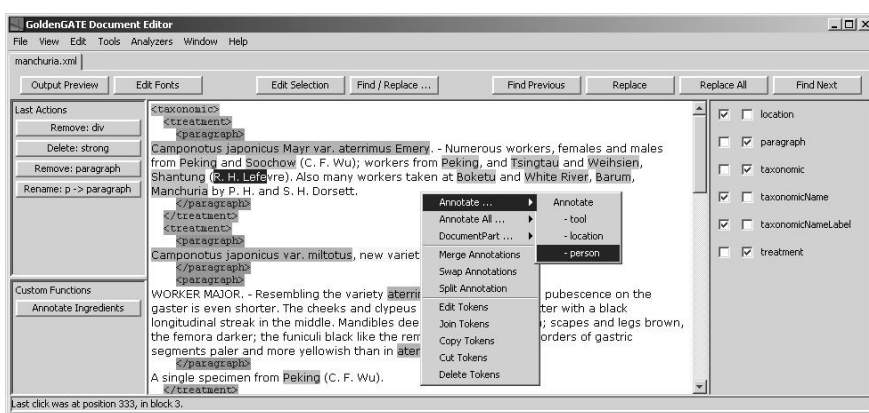 GoldenGATE Document Editor
File View Edit Tools Analyzers Window Help
manchuria.xml
Output Preview Edit Fonts Edit Selection Find / Replace ... Find Previous Replace Replace All Find Next
Last Actions
Remove: div
Delete: strong
Remove: paragraph
Rename: p -> paragraph
Custom Functions
Annotate Ingredients
<taxonomic>
<treatment>
<paragraph>
Camponotus japonicus Mayr var. aterrimus Emery. - Numerous workers, females and males
from Peking and Soochow (C. F. Wu); workers from Peking, and Tsingtau and Weihsien,
Shantung (R. H. Lefevre). Also many workers taken at Boketu and White River, Barum,
Manchuria by P. H. and S. H. Dorsett.
</paragraph>
</treatment>
<treatment>
<paragraph>
Camponotus japonicus var. miltotus, new variet
</paragraph>
<paragraph>
WORKER MAJOR. - Resembling the variety aterri pubescence on the
gaster is even shorter. The cheeks and clypeus ter with a black
longitudinal streak in the middle. Mandibles dee ; scapes and legs brown,
the femora darker; the funiculi black like the rem orders of gastric
segments paler and more yellowish than in ater
</paragraph>
A single specimen from Peking (C. F. Wu).
</treatment>
Annotate ...
Annotate All ...
DocumentPart ...
Merge Annotations
Swap Annotations
Split Annotation
Edit Tokens
Join Tokens
Copy Tokens
Cut Tokens
Delete Tokens
Annotate
- tool
- location
- person
location
paragraph
taxonomic
taxonomicName
taxonomicNameLabel
treatment
Last click was at position 333, in block 3.